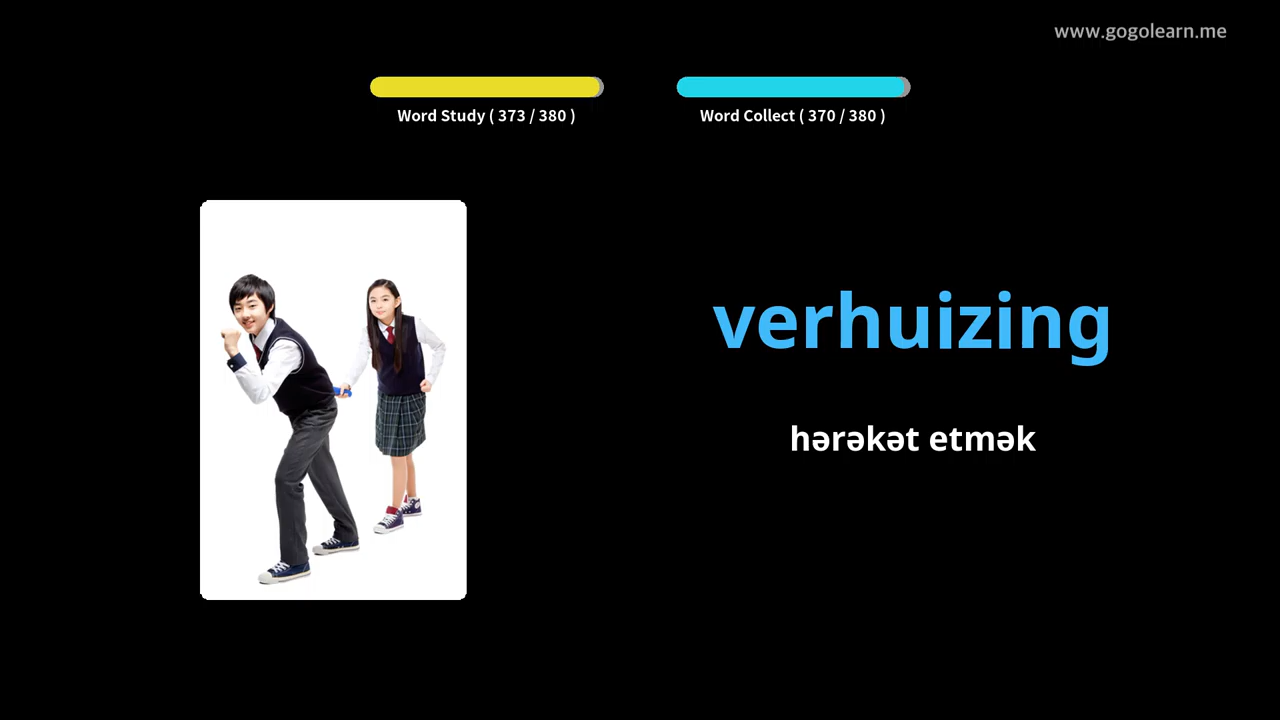 www.gogolearn.me
Word Study ( 373 / 380 )
Word Collect ( 370 / 380 )
verhuizing
hərəkət etmək